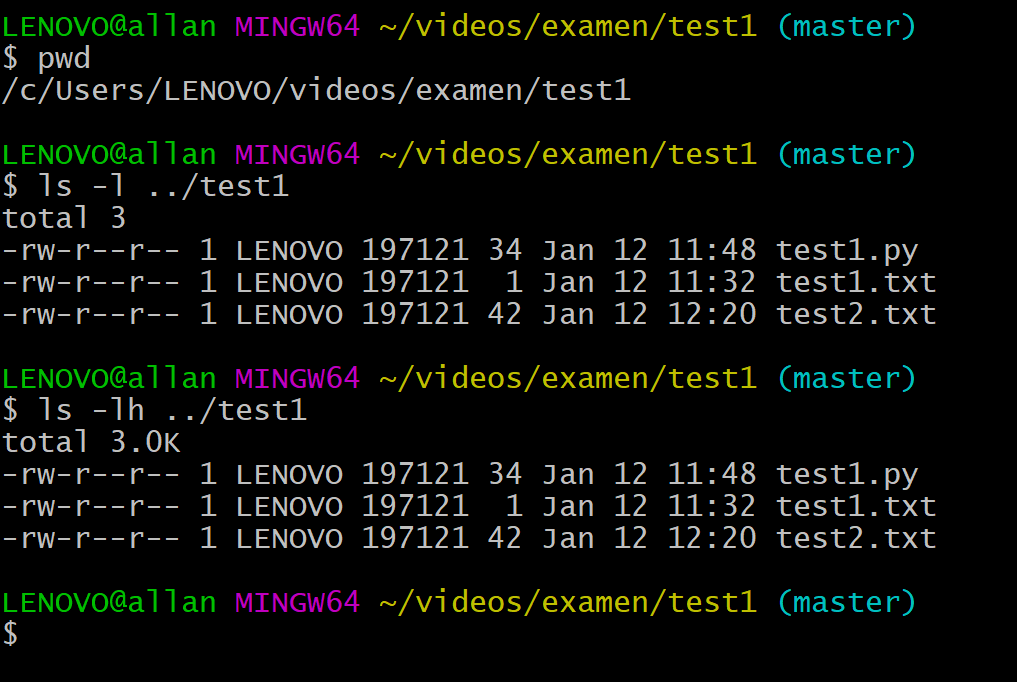 LENOVO@allan MINGW64 ~/videos/examen/test1 (master)
$ pwd
/c/Users/LENOVO/videos/examen/test1
LENOVO@allan MINGW64 ~/videos/examen/test1 (master)
$ ls -l ../test1
total 3
-rw-r--r-- 1 LENOVO 197121 34 Jan 12 11:48 test1.py
-rw-r--r-- 1 LENOVO 197121  1 Jan 12 11:32 test1.txt
-rw-r--r-- 1 LENOVO 197121 42 Jan 12 12:20 test2.txt
LENOVO@allan MINGW64 ~/videos/examen/test1 (master)
$ ls -lh ../test1
total 3.0K
-rw-r--r-- 1 LENOVO 197121 34 Jan 12 11:48 test1.py
-rw-r--r-- 1 LENOVO 197121  1 Jan 12 11:32 test1.txt
-rw-r--r-- 1 LENOVO 197121 42 Jan 12 12:20 test2.txt
LENOVO@allan MINGW64 ~/videos/examen/test1 (master)
$